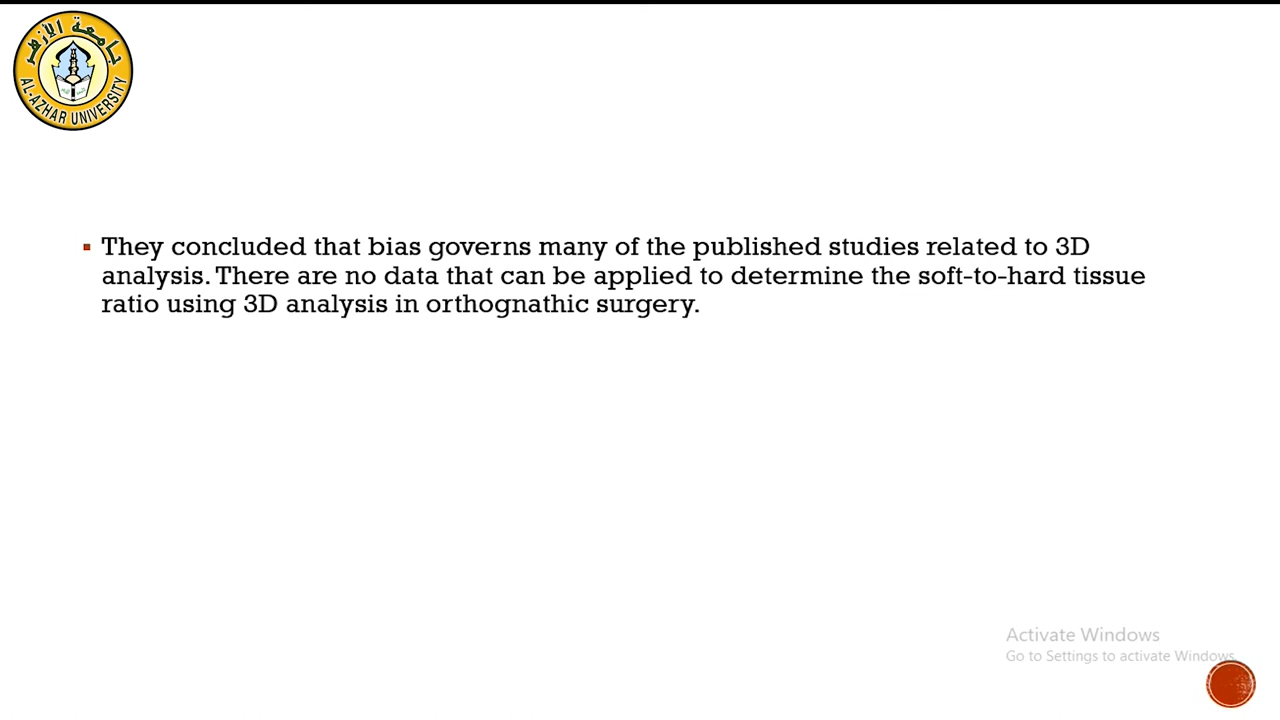 جامعة الأزهر
AL-AZHAR UNIVERSITY
▪ They concluded that bias governs many of the published studies related to 3D
analysis. There are no data that can be applied to determine the soft-to-hard tissue
ratio using 3D analysis in orthognathic surgery.
Activate Windows
Go to Settings to activate Windows.